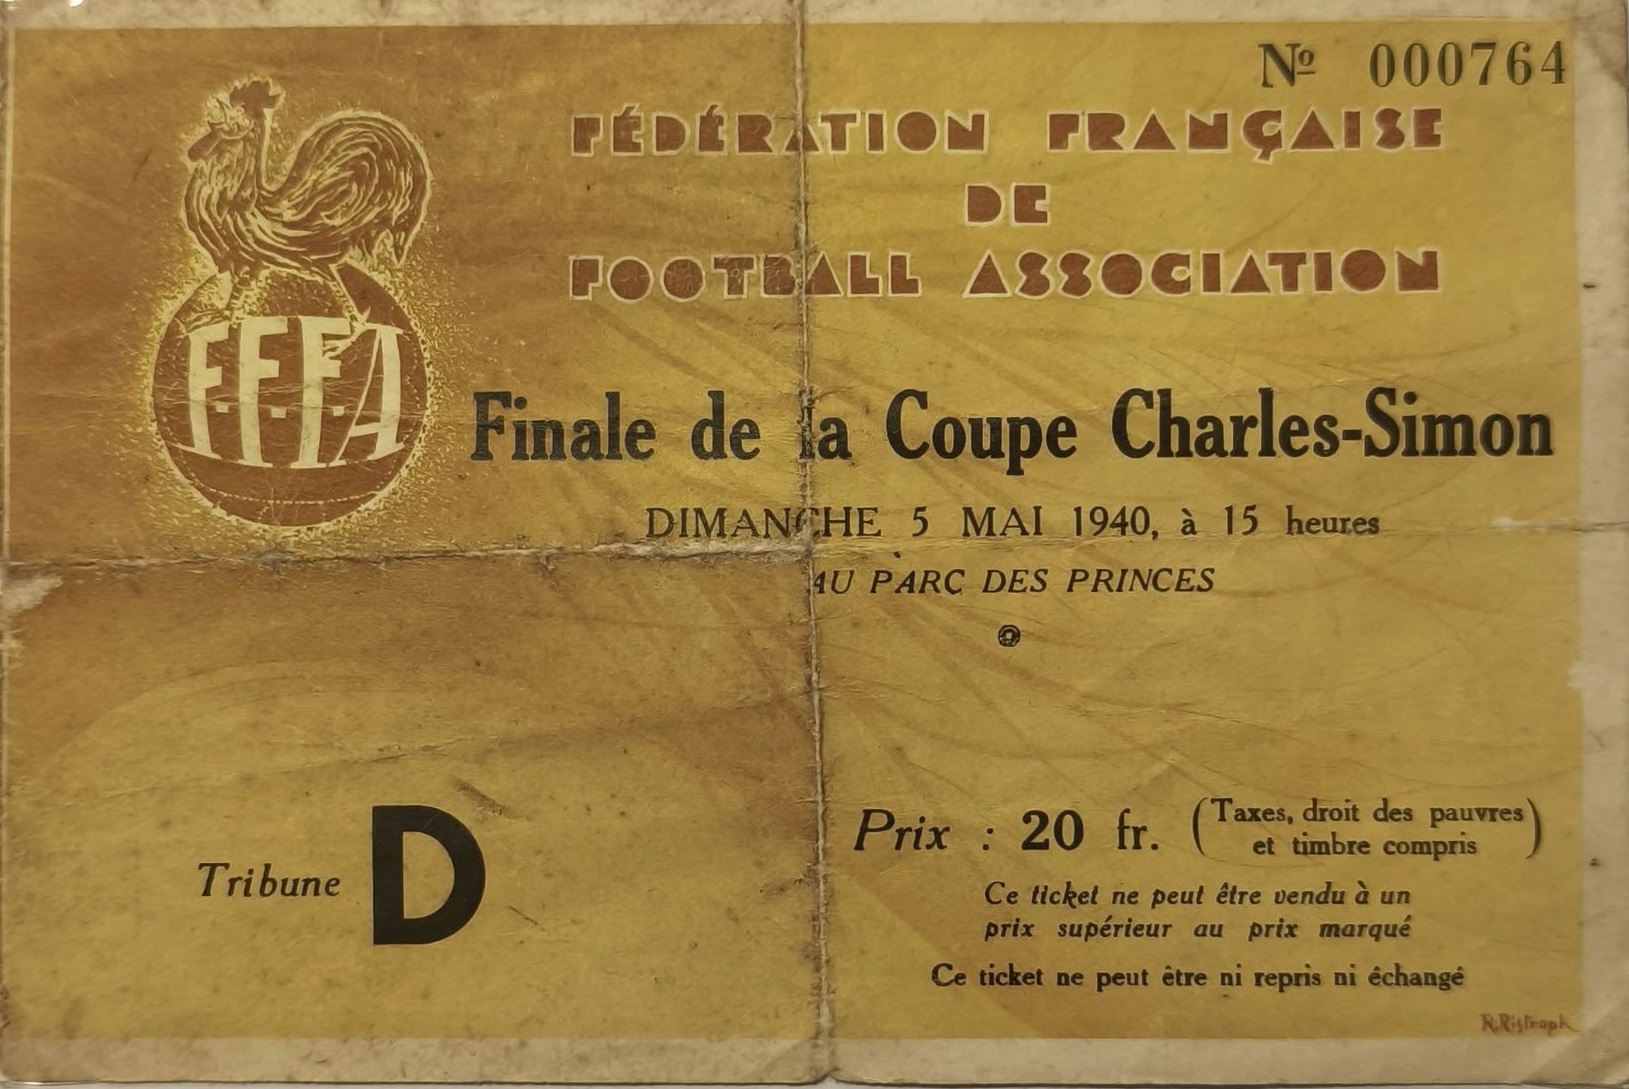 Nº 000764
FÉDÉRATION FRANÇAISE
DE
FOOTBALL ASSOCIATION
F.F.F.A
Finale de la Coupe Charles-Simon
DIMANCHE 5 MAI 1940, à 15 heures
AU PARC DES PRINCES
Tribune D
Prix : 20 fr. (Taxes, droit des pauvres
et timbre compris)
Ce ticket ne peut être vendu à un
prix supérieur au prix marqué
Ce ticket ne peut être ni repris ni échangé